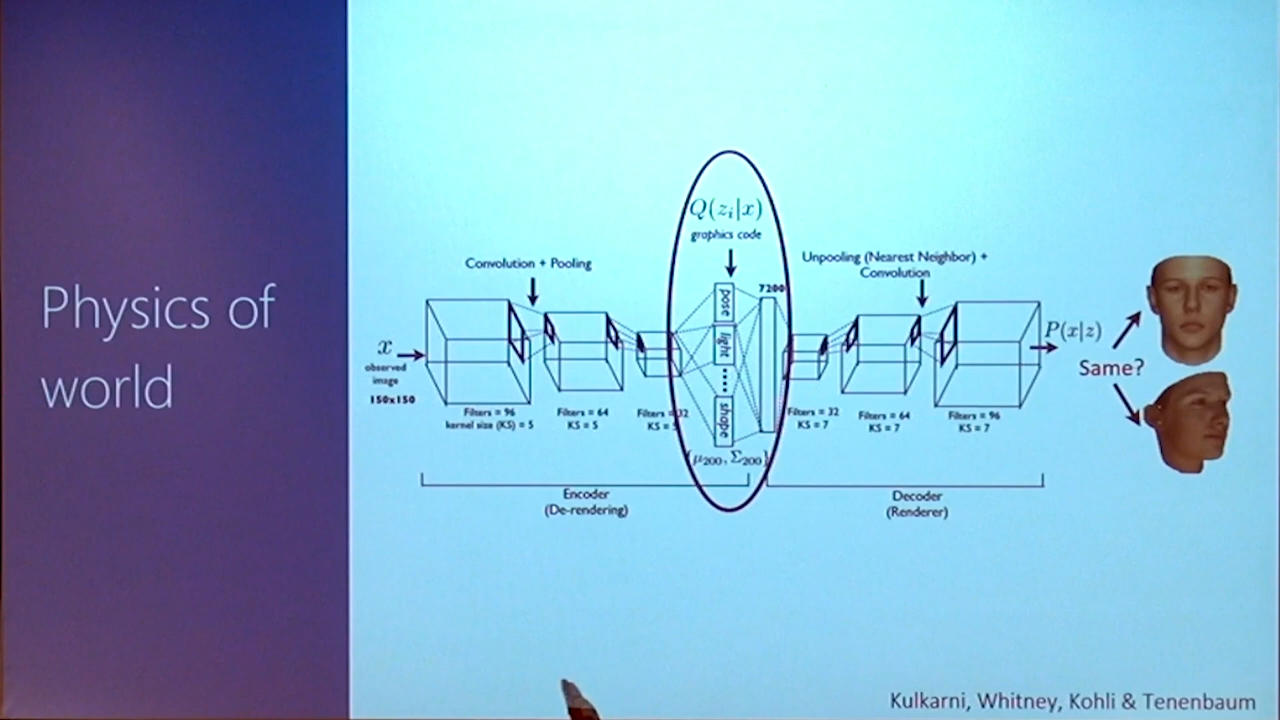 Physics of
world
Q(z_i|x)
graphics code
Convolution + Pooling
Unpooling (Nearest Neighbor) +
Convolution
pose
light
shape
7200
x
observed
image
150x150
P(x|z)
Same?
Filters = 96
kernel size (KS) = 5
Filters = 64
KS = 5
Filters = 32
KS = 5
{μ200, Σ200}
Filters = 32
KS = 7
Filters = 64
KS = 7
Filters = 96
KS = 7
Encoder
(De-rendering)
Decoder
(Renderer)
Kulkarni, Whitney, Kohli & Tenenbaum